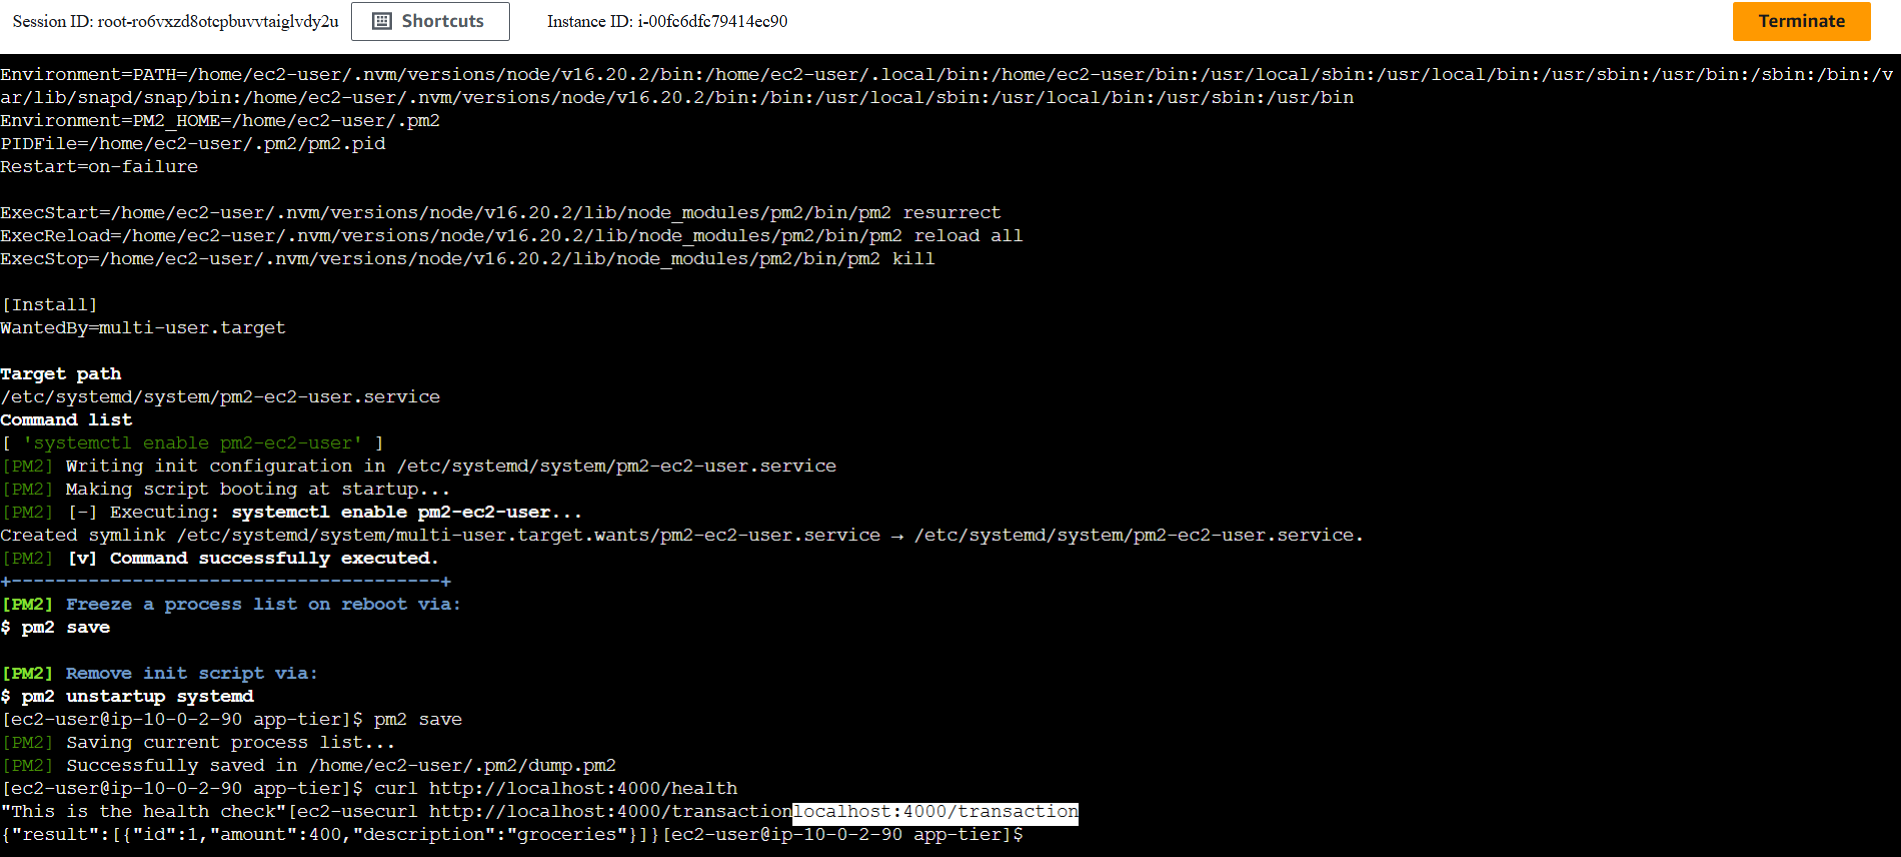 Session ID: root-ro6vxzd8otcpbuvvtaiglvdy2u Shortcuts Instance ID: i-00fc6dfc79414ec90 Terminate
Environment=PATH=/home/ec2-user/.nvm/versions/node/v16.20.2/bin:/home/ec2-user/.local/bin:/home/ec2-user/bin:/usr/local/sbin:/usr/local/bin:/usr/sbin:/usr/bin:/sbin:/bin:/v
ar/lib/snapd/snap/bin:/home/ec2-user/.nvm/versions/node/v16.20.2/bin:/bin:/usr/local/sbin:/usr/local/bin:/usr/sbin:/usr/bin
Environment=PM2_HOME=/home/ec2-user/.pm2
PIDFile=/home/ec2-user/.pm2/pm2.pid
Restart=on-failure
ExecStart=/home/ec2-user/.nvm/versions/node/v16.20.2/lib/node_modules/pm2/bin/pm2 resurrect
ExecReload=/home/ec2-user/.nvm/versions/node/v16.20.2/lib/node_modules/pm2/bin/pm2 reload all
ExecStop=/home/ec2-user/.nvm/versions/node/v16.20.2/lib/node_modules/pm2/bin/pm2 kill
[Install]
WantedBy=multi-user.target
Target path
/etc/systemd/system/pm2-ec2-user.service
Command list
[ 'systemctl enable pm2-ec2-user' ]
[PM2] Writing init configuration in /etc/systemd/system/pm2-ec2-user.service
[PM2] Making script booting at startup...
[PM2] [-] Executing: systemctl enable pm2-ec2-user...
Created symlink /etc/systemd/system/multi-user.target.wants/pm2-ec2-user.service → /etc/systemd/system/pm2-ec2-user.service.
[PM2] [v] Command successfully executed.
+---------------------------------------+
[PM2] Freeze a process list on reboot via:
$ pm2 save
[PM2] Remove init script via:
$ pm2 unstartup systemd
[ec2-user@ip-10-0-2-90 app-tier]$ pm2 save
[PM2] Saving current process list...
[PM2] Successfully saved in /home/ec2-user/.pm2/dump.pm2
[ec2-user@ip-10-0-2-90 app-tier]$ curl http://localhost:4000/health
"This is the health check"[ec2-usecurl http://localhost:4000/transactionlocalhost:4000/transaction
{"result":[{"id":1,"amount":400,"description":"groceries"}]}[ec2-user@ip-10-0-2-90 app-tier]$